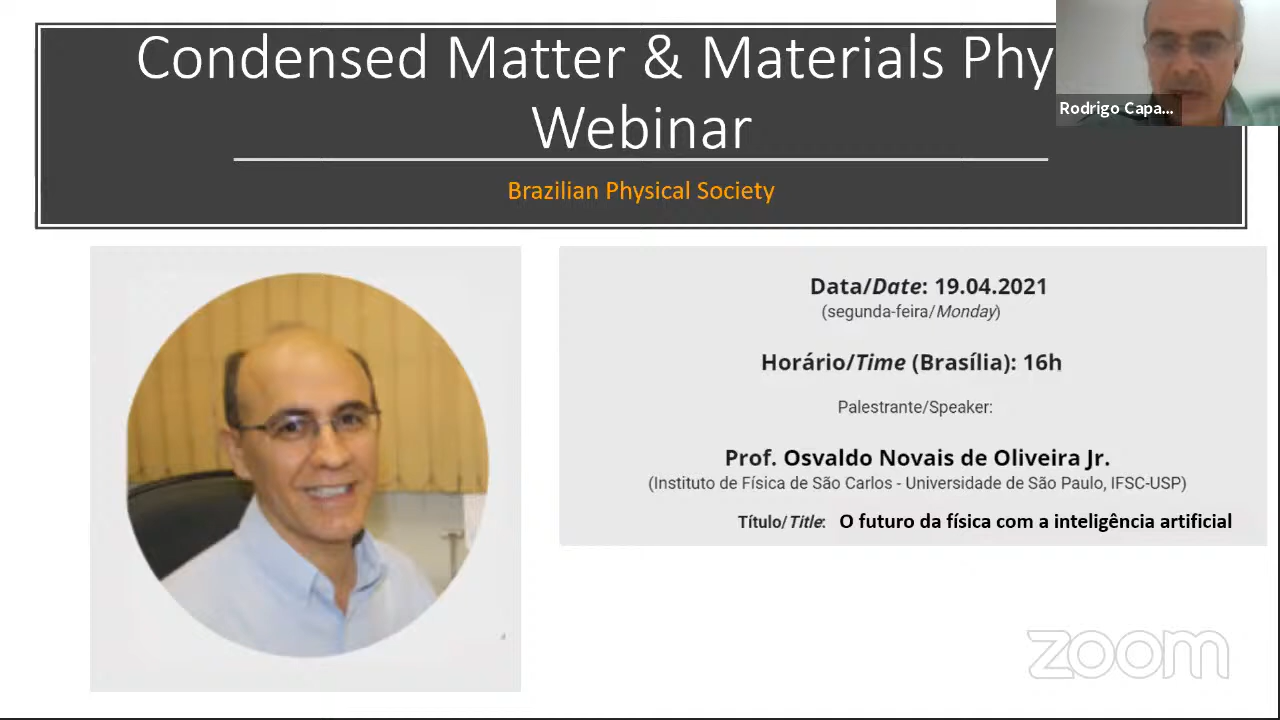 Condensed Matter & Materials Phy
Webinar
Brazilian Physical Society
Rodrigo Capa...
Data/Date: 19.04.2021
(segunda-feira/Monday)
Horário/Time (Brasília): 16h
Palestrante/Speaker:
Prof. Osvaldo Novais de Oliveira Jr.
(Instituto de Física de São Carlos - Universidade de São Paulo, IFSC-USP)
Título/Title: O futuro da física com a inteligência artificial
zoom